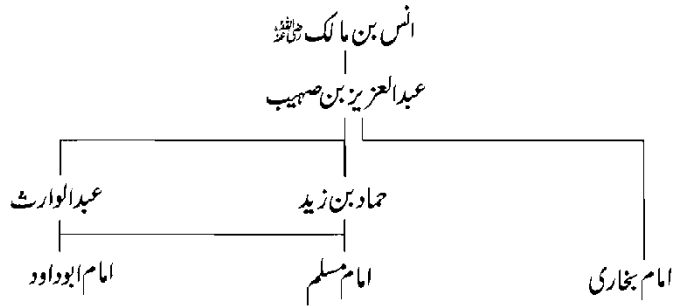 انس بن مالک رضی اللہ عنہ
عبدالعزیز بن صہیب
حماد بن زید عبدالوارث
امام بخاری امام مسلم امام ابوداود